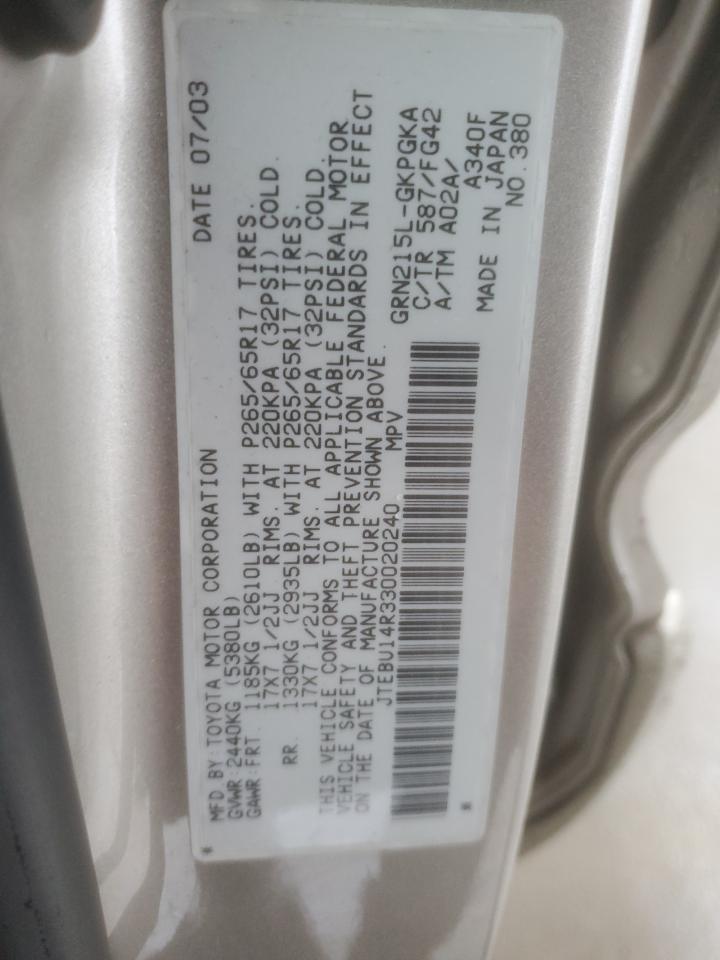 MFD BY:TOYOTA MOTOR CORPORATION DATE 07/03
GVWR:2440KG (5380LB)
GAWR:FRT. 1185KG (2610LB) WITH P265/65R17 TIRES.
17X7 1/2JJ RIMS. AT 220KPA (32PSI) COLD.
RR. 1330KG (2935LB) WITH P265/65R17 TIRES.
17X7 1/2JJ RIMS. AT 220KPA (32PSI) COLD.
THIS VEHICLE CONFORMS TO ALL APPLICABLE FEDERAL MOTOR
VEHICLE SAFETY AND THEFT PREVENTION STANDARDS IN EFFECT
ON THE DATE OF MANUFACTURE SHOWN ABOVE.
JTEBU14R330020240 MPV
GRN215L-GKPGKA
C/TR 587/FG42
A/TM A02A/
A340F
MADE IN JAPAN
NO.380